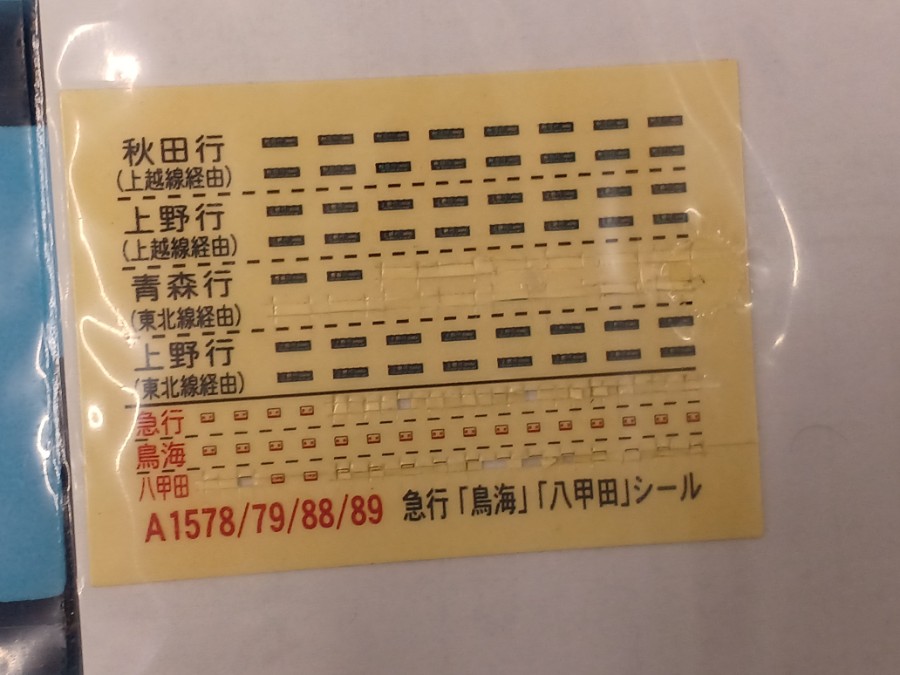 秋田行
(上越線経由)
上野行
(上越線経由)
青森行
(東北線経由)
上野行
(東北線経由)
急行
鳥海
八甲田
A1578/79/88/89 急行「鳥海」「八甲田」シール